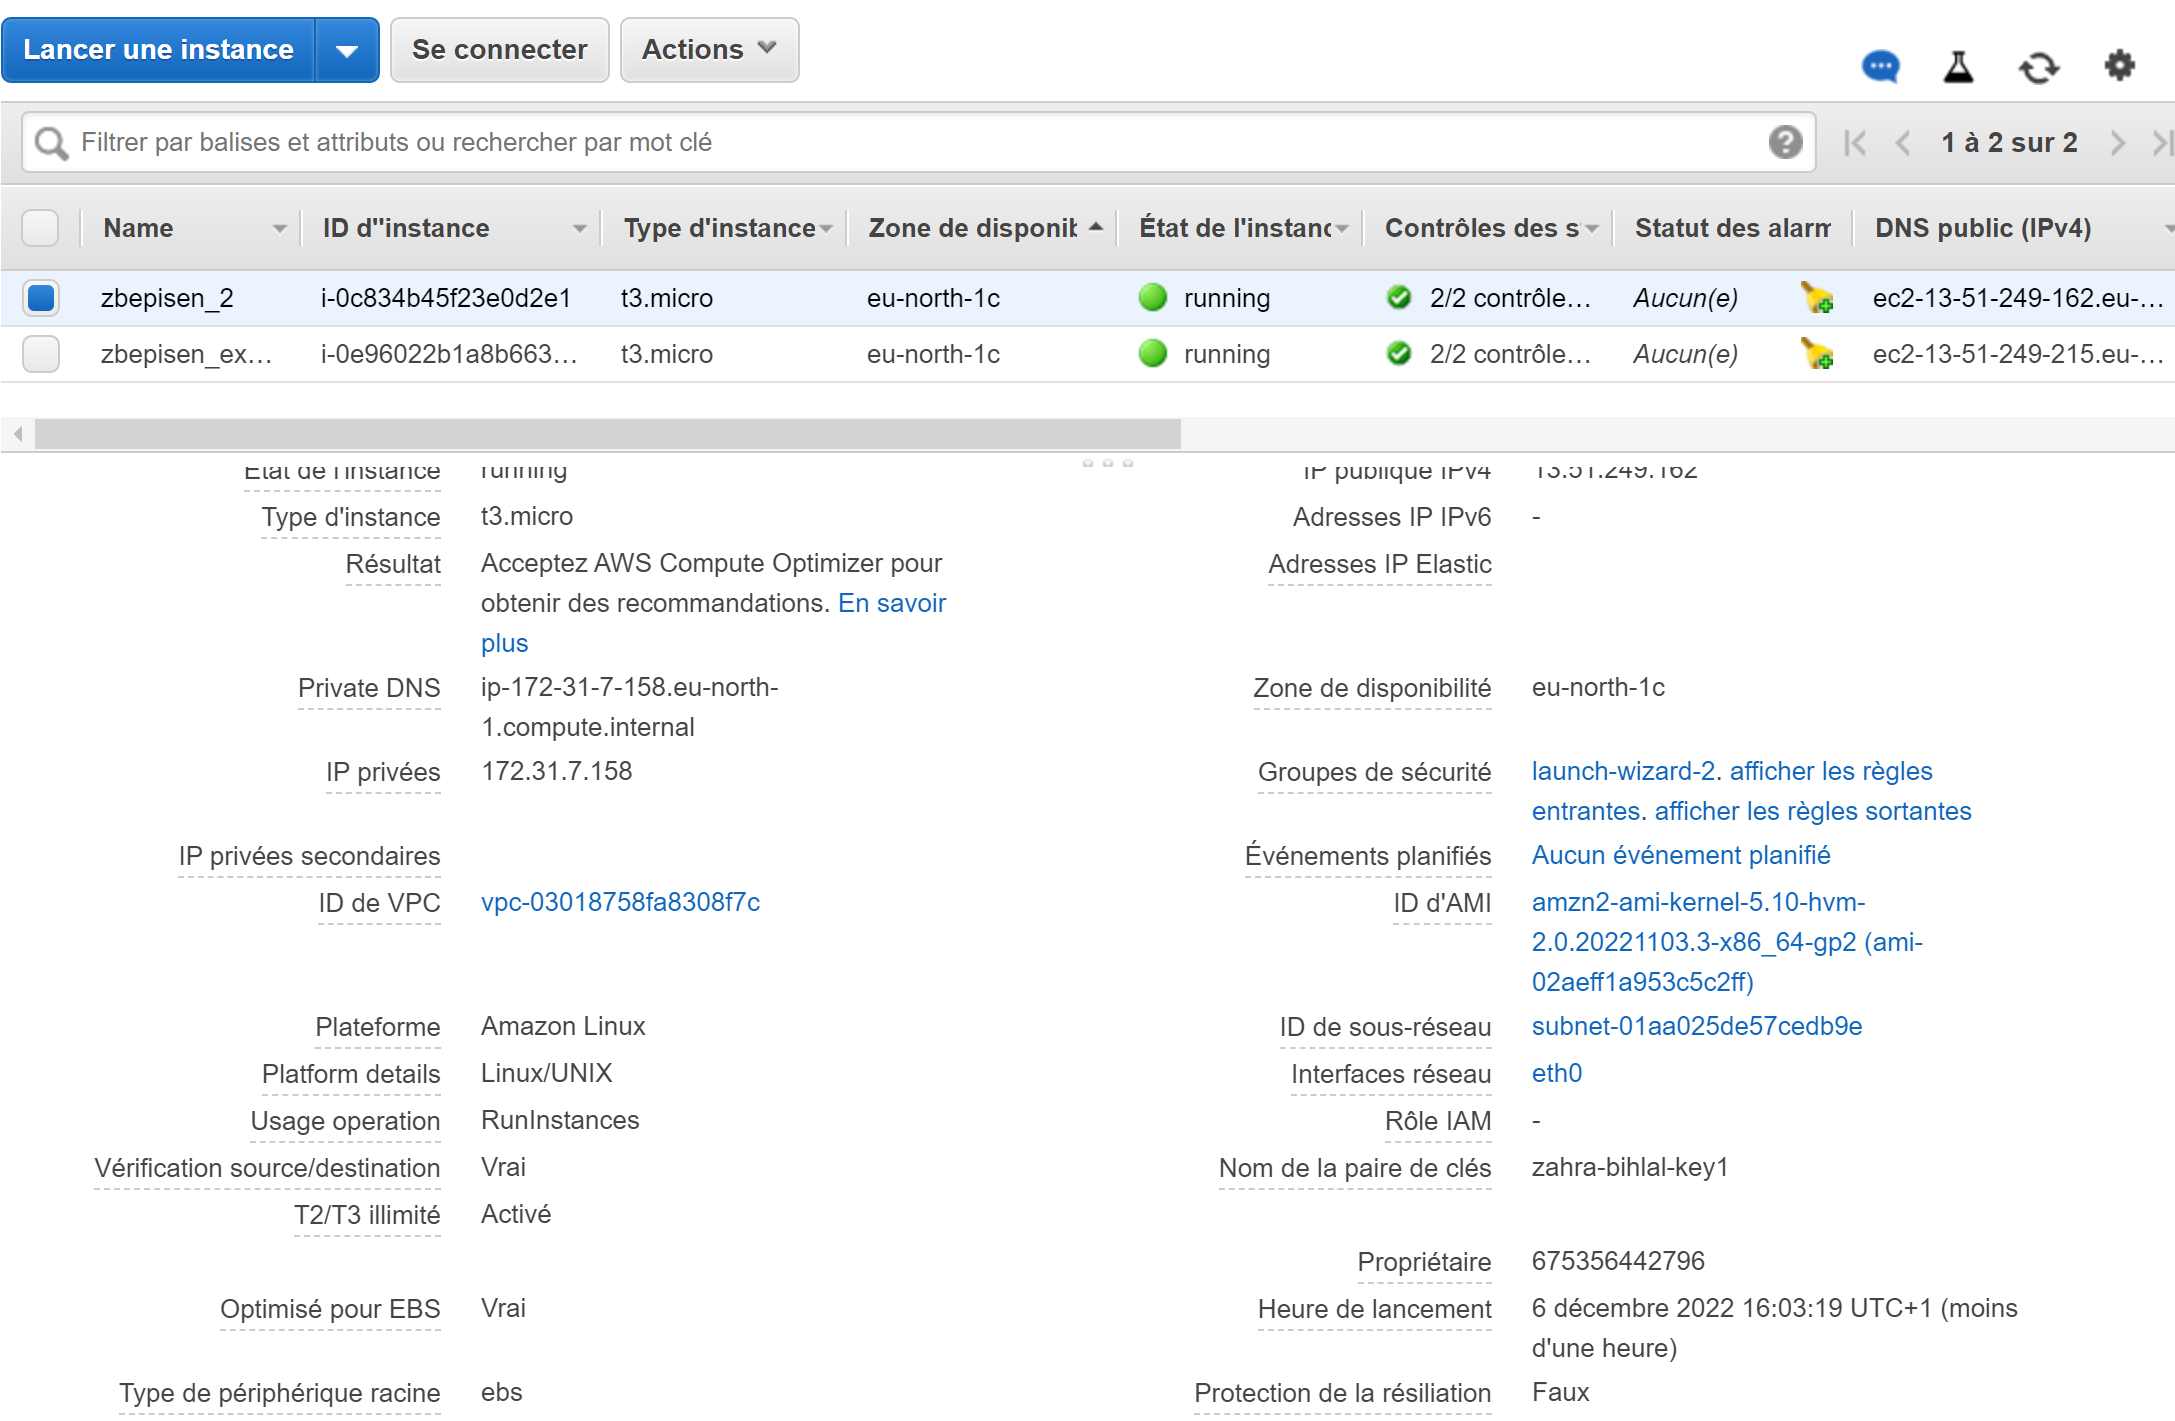 Lancer une instance Se connecter Actions
Filtrer par balises et attributs ou rechercher par mot clé 1 à 2 sur 2
Name ID d''instance Type d'instance Zone de disponib État de l'instanc Contrôles des s Statut des alarm DNS public (IPv4)
zbepisen_2 i-0c834b45f23e0d2e1 t3.micro eu-north-1c running 2/2 contrôle… Aucun(e) ec2-13-51-249-162.eu-…
zbepisen_ex… i-0e96022b1a8b663… t3.micro eu-north-1c running 2/2 contrôle… Aucun(e) ec2-13-51-249-215.eu-…
État de l'instance running IP publique IPv4 13.51.249.162
Type d'instance t3.micro Adresses IP IPv6 -
Résultat Acceptez AWS Compute Optimizer pour Adresses IP Elastic
obtenir des recommandations. En savoir
plus
Private DNS ip-172-31-7-158.eu-north- Zone de disponibilité eu-north-1c
1.compute.internal
IP privées 172.31.7.158 Groupes de sécurité launch-wizard-2. afficher les règles
entrantes. afficher les règles sortantes
IP privées secondaires Événements planifiés Aucun événement planifié
ID de VPC vpc-03018758fa8308f7c ID d'AMI amzn2-ami-kernel-5.10-hvm-
2.0.20221103.3-x86_64-gp2 (ami-
02aeff1a953c5c2ff)
Plateforme Amazon Linux ID de sous-réseau subnet-01aa025de57cedb9e
Platform details Linux/UNIX Interfaces réseau eth0
Usage operation RunInstances Rôle IAM -
Vérification source/destination Vrai Nom de la paire de clés zahra-bihlal-key1
T2/T3 illimité Activé
Propriétaire 675356442796
Optimisé pour EBS Vrai Heure de lancement 6 décembre 2022 16:03:19 UTC+1 (moins
d'une heure)
Type de périphérique racine ebs Protection de la résiliation Faux